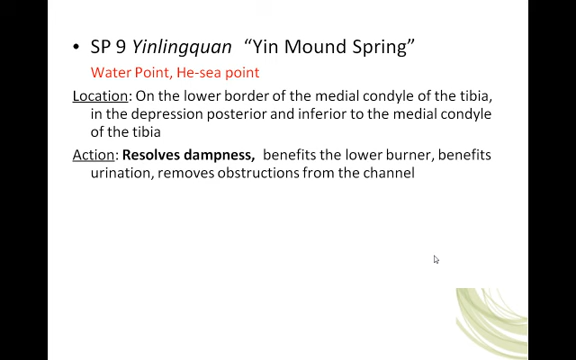 • SP 9 Yinlingquan “Yin Mound Spring”
Water Point, He-sea point
Location: On the lower border of the medial condyle of the tibia,
in the depression posterior and inferior to the medial condyle
of the tibia
Action: Resolves dampness, benefits the lower burner, benefits
urination, removes obstructions from the channel